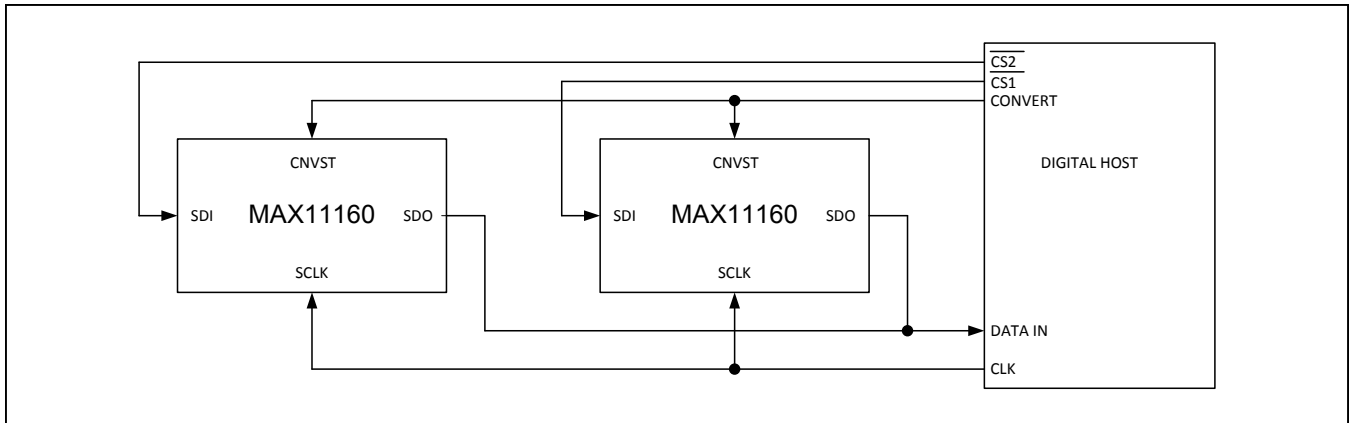 CS2
CS1
CONVERT
CNVST
CNVST
DIGITAL HOST
SDI MAX11160 SDO
SDI MAX11160 SDO
SCLK
SCLK
DATA IN
CLK